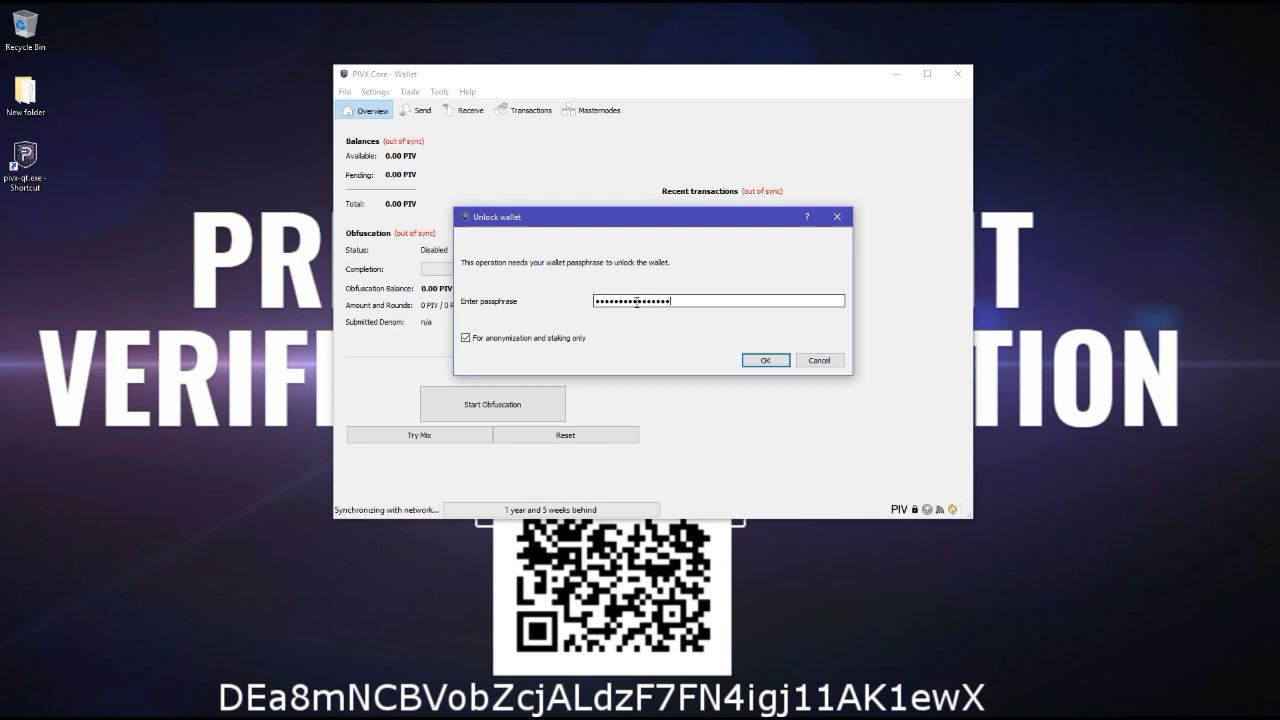 Recycle Bin
New folder
pivx-qt.exe -
Shortcut
PIVX Core - Wallet
File Settings Trade Tools Help
Overview Send Receive Transactions Masternodes
Balances (out of sync)
Available: 0.00 PIV
Pending: 0.00 PIV
Total: 0.00 PIV
Recent transactions (out of sync)
Obfuscation (out of sync)
Status: Disabled
Completion:
Obfuscation Balance: 0.00 PIV
Amount and Rounds: 0 PIV / 0 R
Submitted Denom: n/a
Unlock wallet
This operation needs your wallet passphrase to unlock the wallet.
Enter passphrase ●●●●●●●●●●●●●●●●
For anonymization and staking only
OK Cancel
Start Obfuscation
Try Mix Reset
Synchronizing with network... 1 year and 5 weeks behind PIV
PRI T
VERIFI TION
DEa8mNCBVobZcjALdzF7FN4igj11AK1ewX